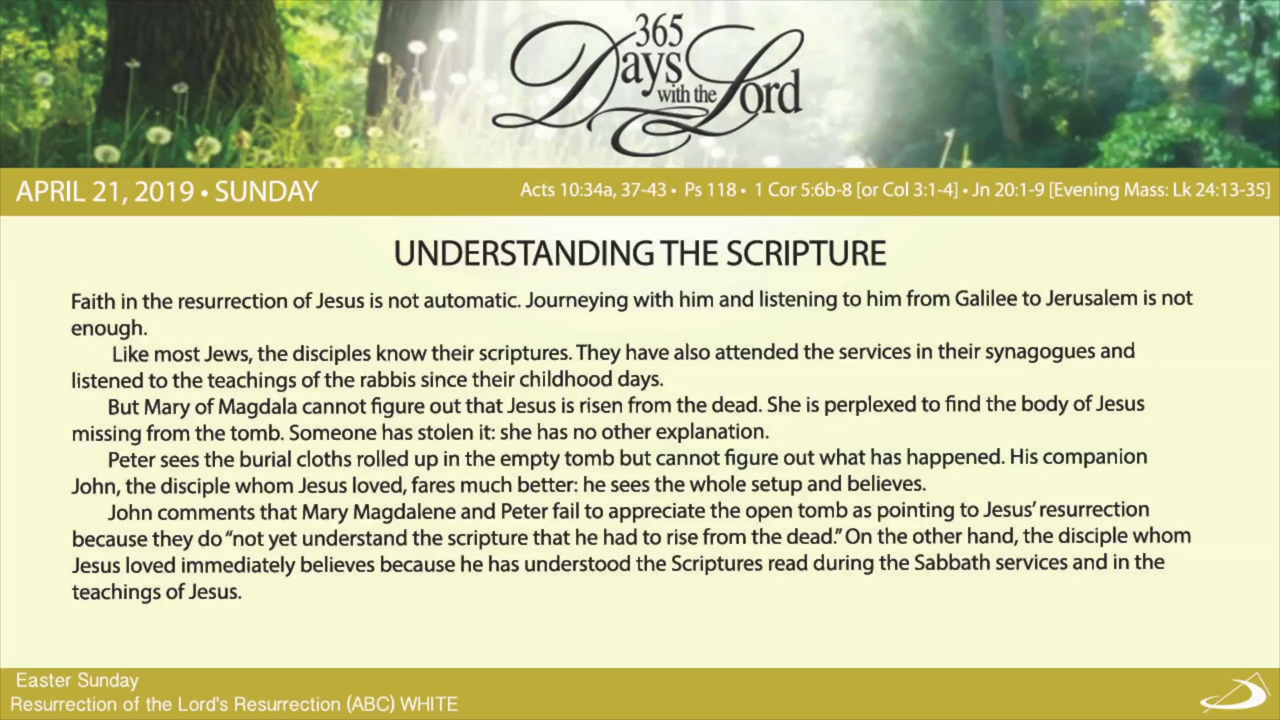 365
Days
with the Lord
APRIL 21, 2019 • SUNDAY
Acts 10:34a, 37-43 • Ps 118 • 1 Cor 5:6b-8 [or Col 3:1-4] • Jn 20:1-9 [Evening Mass: Lk 24:13-35]
UNDERSTANDING THE SCRIPTURE
Faith in the resurrection of Jesus is not automatic. Journeying with him and listening to him from Galilee to Jerusalem is not
enough.
Like most Jews, the disciples know their scriptures. They have also attended the services in their synagogues and
listened to the teachings of the rabbis since their childhood days.
But Mary of Magdala cannot figure out that Jesus is risen from the dead. She is perplexed to find the body of Jesus
missing from the tomb. Someone has stolen it: she has no other explanation.
Peter sees the burial cloths rolled up in the empty tomb but cannot figure out what has happened. His companion
John, the disciple whom Jesus loved, fares much better: he sees the whole setup and believes.
John comments that Mary Magdalene and Peter fail to appreciate the open tomb as pointing to Jesus’ resurrection
because they do “not yet understand the scripture that he had to rise from the dead.” On the other hand, the disciple whom
Jesus loved immediately believes because he has understood the Scriptures read during the Sabbath services and in the
teachings of Jesus.
Easter Sunday
Resurrection of the Lord's Resurrection (ABC) WHITE